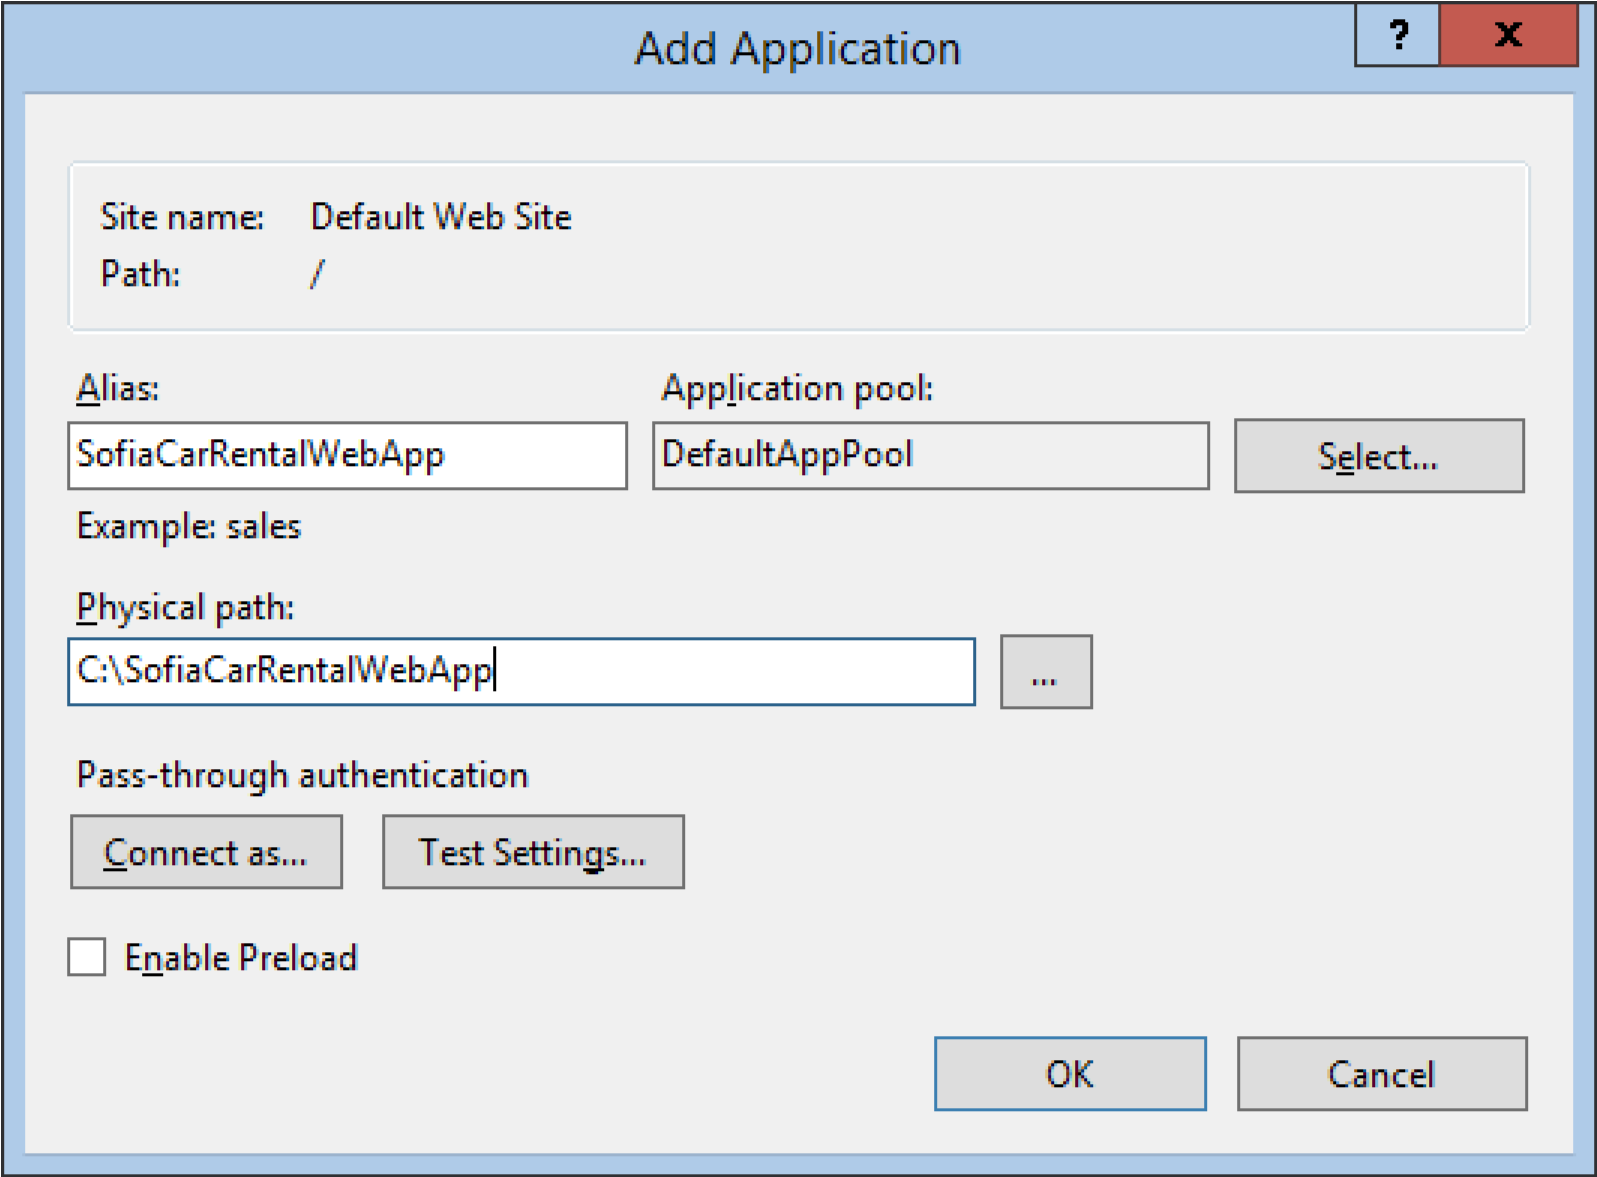 Add Application
?
x
Site name: Default Web Site
Path: /
Alias: Application pool:
SofiaCarRentalWebApp DefaultAppPool Select...
Example: sales
Physical path:
C:\SofiaCarRentalWebApp ...
Pass-through authentication
Connect as... Test Settings...
Enable Preload
OK Cancel